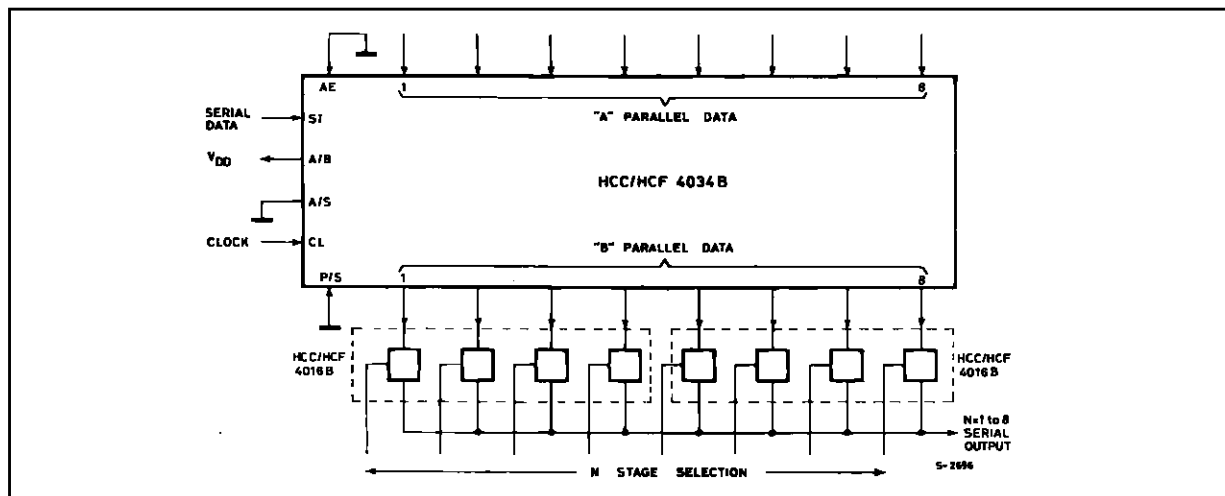 AE
1
8
"A" PARALLEL DATA
SERIAL
DATA
SI
VDD
A/B
HCC/HCF 4034B
A/S
CLOCK
CL
"B" PARALLEL DATA
P/S
1
8
HCC/HCF
4016B
HCC/HCF
4016B
N=1 to 8
SERIAL
OUTPUT
N STAGE SELECTION
S-2696